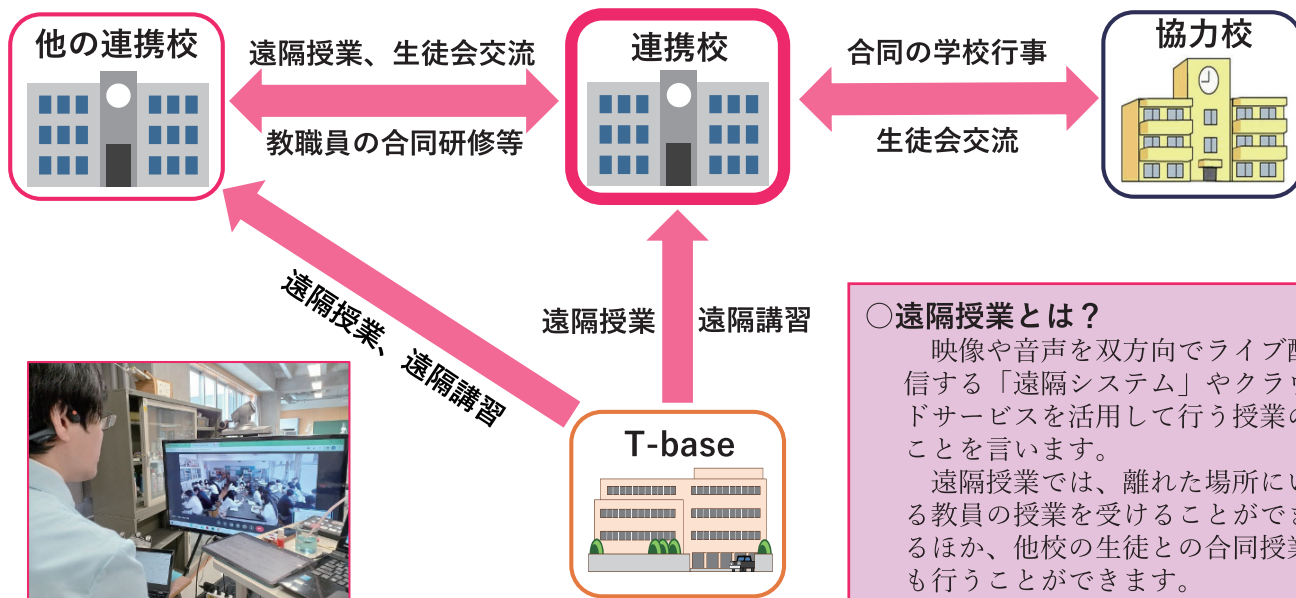 他の連携校
遠隔授業、生徒会交流
教職員の合同研修等
連携校
合同の学校行事
生徒会交流
協力校
遠隔授業、遠隔講習
遠隔授業
遠隔講習
T-base
○遠隔授業とは？
映像や音声を双方向でライブ配
信する「遠隔システム」やクラウ
ドサービスを活用して行う授業の
ことを言います。
遠隔授業では、離れた場所にい
る教員の授業を受けることができ
るほか、他校の生徒との合同授業
も行うことができます。